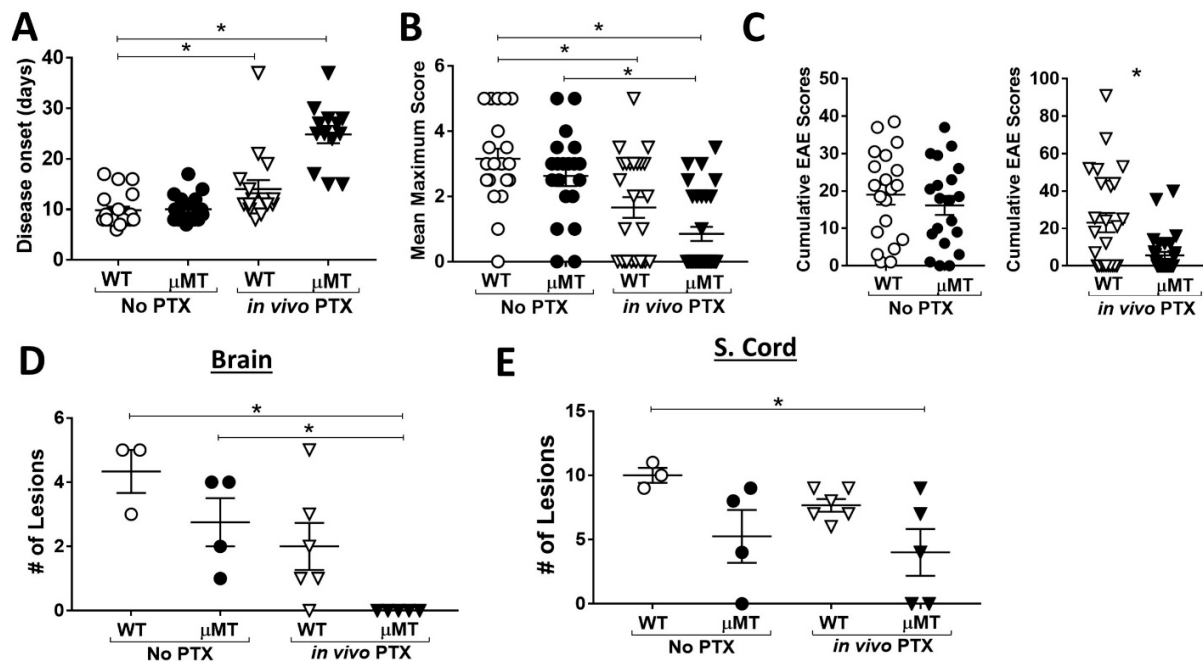 A
Disease onset (days)
40
30
20
10
0
*
*
WT
μMT
WT
μMT
No PTX
in vivo PTX
B
Mean Maximum Score
6
4
2
0
*
*
*
WT
μMT
WT
μMT
No PTX
in vivo PTX
C
Cumulative EAE Scores
50
40
30
20
10
0
WT
μMT
No PTX
Cumulative EAE Scores
100
80
60
40
20
0
*
WT
μMT
in vivo PTX
D
Brain
# of Lesions
6
4
2
0
*
*
WT
μMT
WT
μMT
No PTX
in vivo PTX
E
S. Cord
# of Lesions
15
10
5
0
*
WT
μMT
WT
μMT
No PTX
in vivo PTX